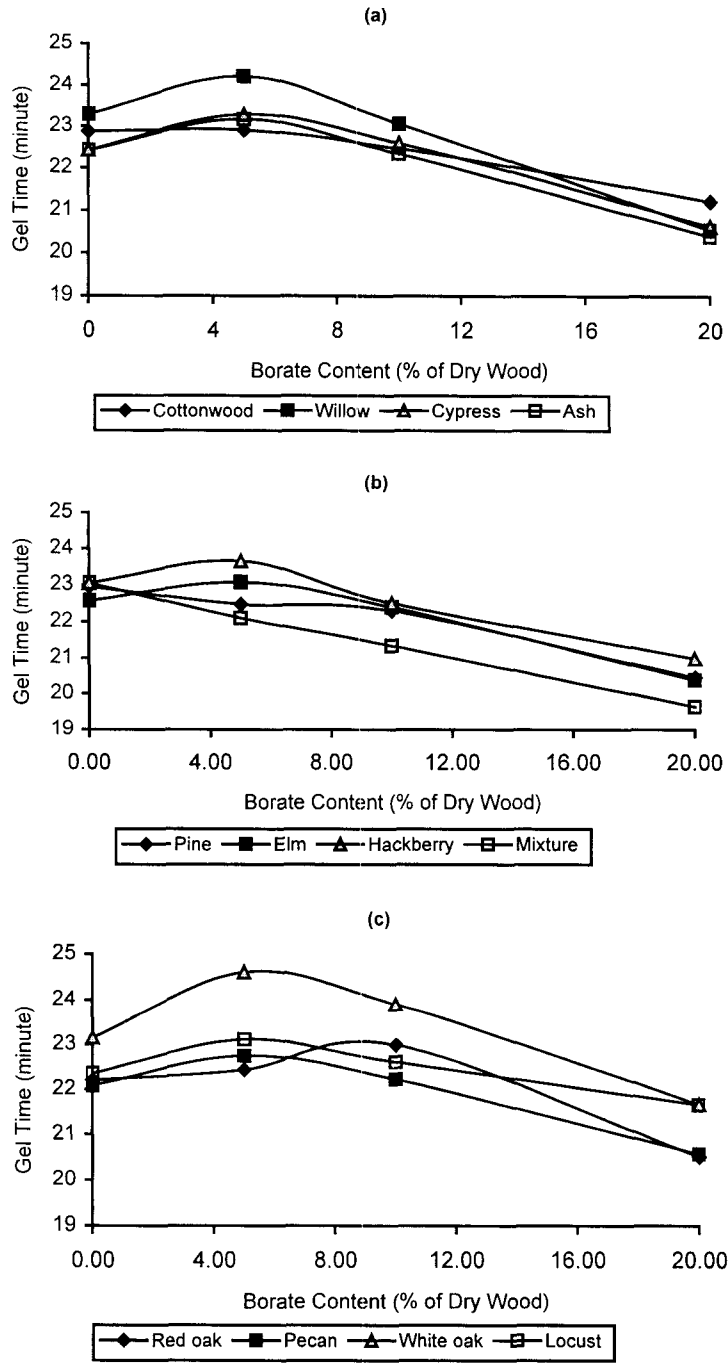 (a)
25
24
23
22
21
20
19
Gel Time (minute)
0 4 8 12 16 20
Borate Content (% of Dry Wood)
Cottonwood Willow Cypress Ash
(b)
25
24
23
22
21
20
19
Gel Time (minute)
0.00 4.00 8.00 12.00 16.00 20.00
Borate Content (% of Dry Wood)
Pine Elm Hackberry Mixture
(c)
25
24
23
22
21
20
19
Gel Time (minute)
0.00 4.00 8.00 12.00 16.00 20.00
Borate Content (% of Dry Wood)
Red oak Pecan White oak Locust